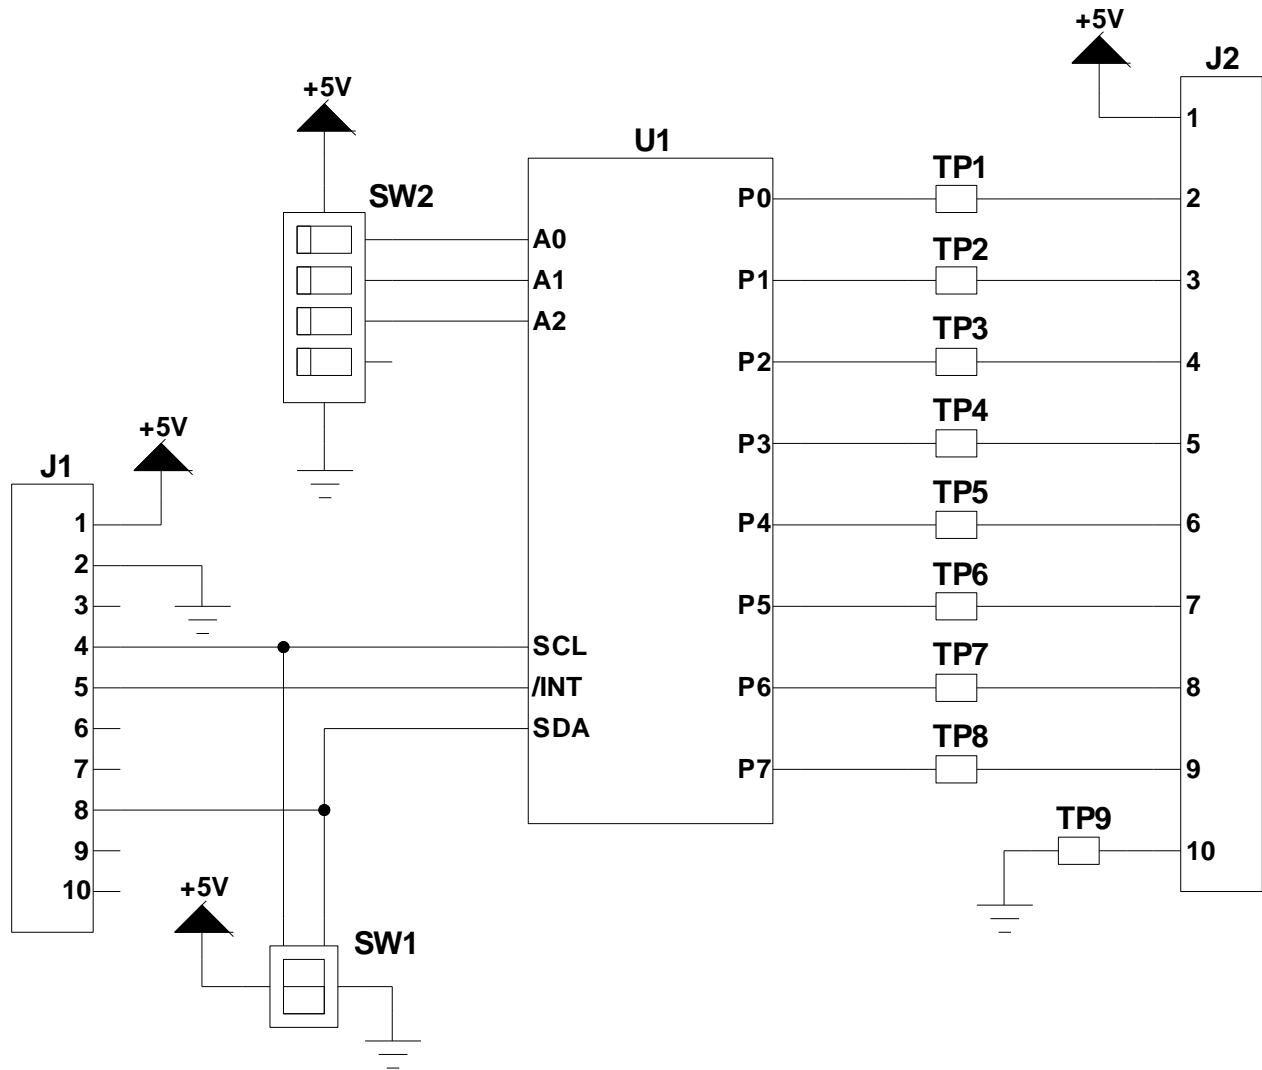 +5V
J2
1
+5V
U1
TP1
SW2
P0
2
A0
TP2
A1
P1
3
A2
TP3
P2
4
TP4
+5V
P3
5
J1
TP5
1
P4
6
2
TP6
3
P5
7
4
SCL
TP7
5
/INT
P6
8
6
SDA
TP8
7
P7
9
8
TP9
9
10
10
+5V
SW1